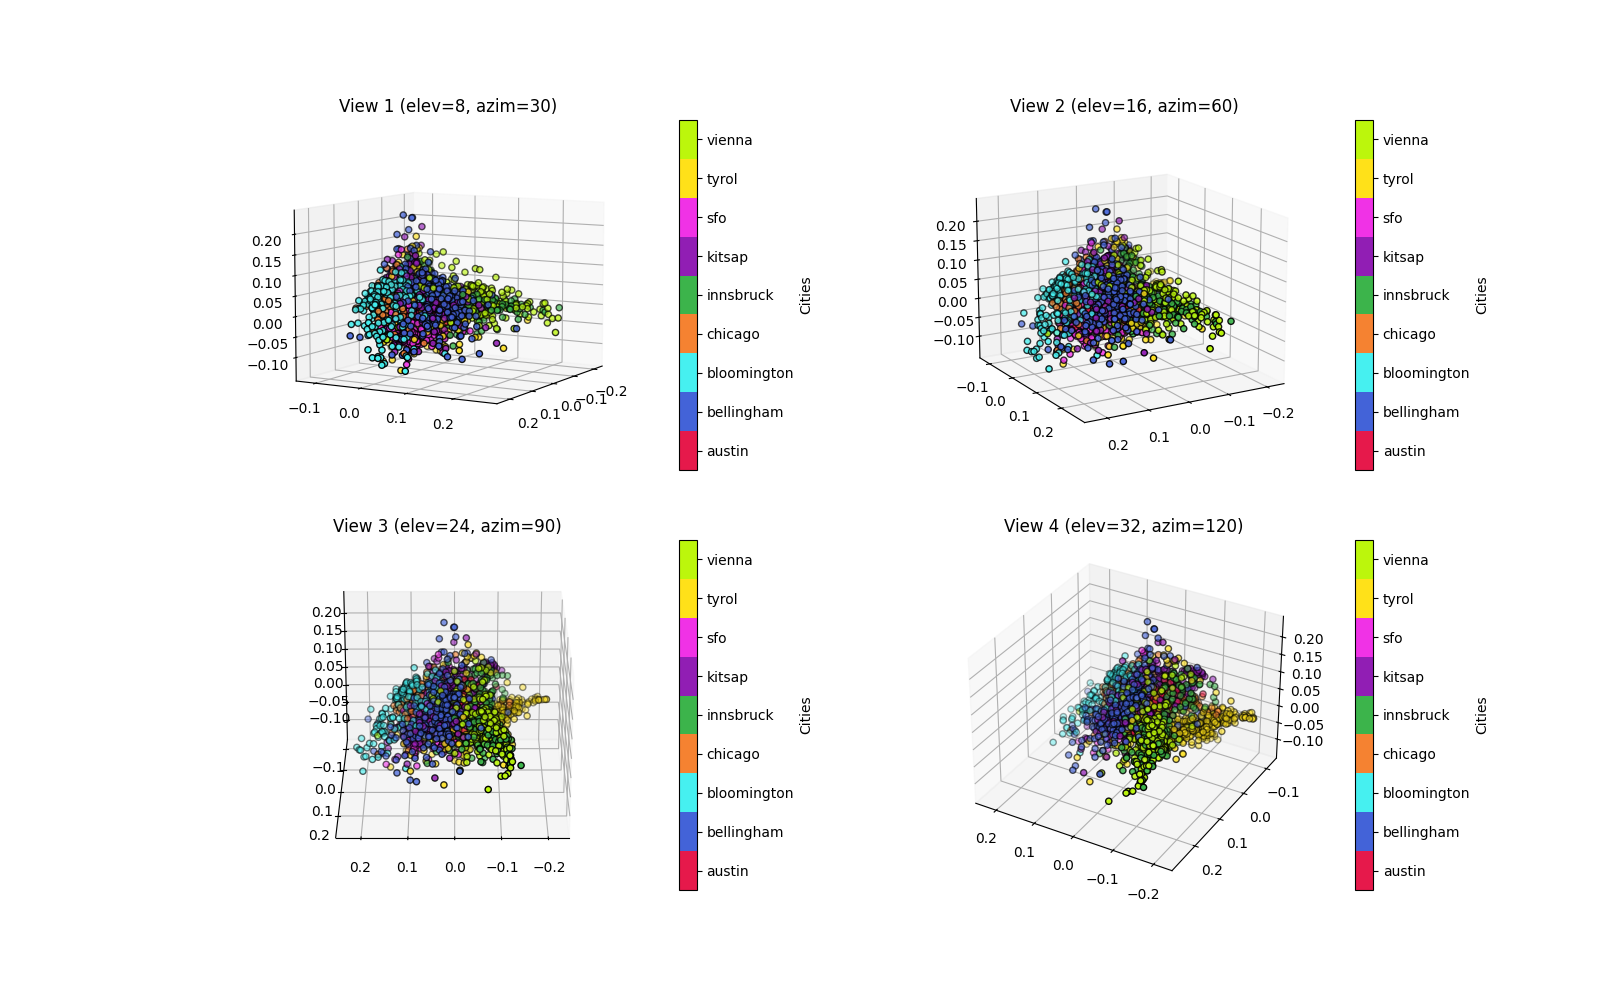 View 1 (elev=8, azim=30)
0.20
0.15
0.10
0.05
0.00
−0.05
−0.10
−0.1
0.0
0.1
0.2
0.2
0.1
0.0
−0.1
−0.2
vienna
tyrol
sfo
kitsap
innsbruck
chicago
bloomington
bellingham
austin
Cities
View 2 (elev=16, azim=60)
0.20
0.15
0.10
0.05
0.00
−0.05
−0.10
−0.1
0.0
0.1
0.2
0.2
0.1
0.0
−0.1
−0.2
vienna
tyrol
sfo
kitsap
innsbruck
chicago
bloomington
bellingham
austin
Cities
View 3 (elev=24, azim=90)
0.20
0.15
0.10
0.05
0.00
−0.05
−0.10
−0.1
0.0
0.1
0.2
0.2
0.1
0.0
−0.1
−0.2
vienna
tyrol
sfo
kitsap
innsbruck
chicago
bloomington
bellingham
austin
Cities
View 4 (elev=32, azim=120)
0.20
0.15
0.10
0.05
0.00
−0.05
−0.10
−0.1
0.0
0.1
0.2
0.2
0.1
0.0
−0.1
−0.2
vienna
tyrol
sfo
kitsap
innsbruck
chicago
bloomington
bellingham
austin
Cities